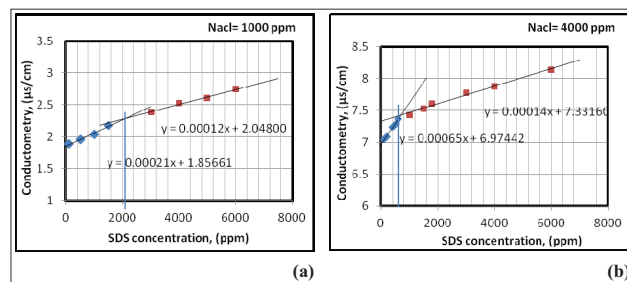 Nacl= 1000 ppm
3.5
3
2.5
2
1.5
1
Conductometry, (µs/cm)
y = 0.00012x + 2.04800
y = 0.00021x + 1.85661
0 2000 4000 6000 8000
SDS concentration, (ppm)
(a)
Nacl= 4000 ppm
8.5
8
7.5
7
6.5
6
Conductometry, (µs/cm)
y = 0.00014x + 7.33160
y = 0.00065x + 6.97442
0 2000 4000 6000 8000
SDS concentration, (ppm)
(b)